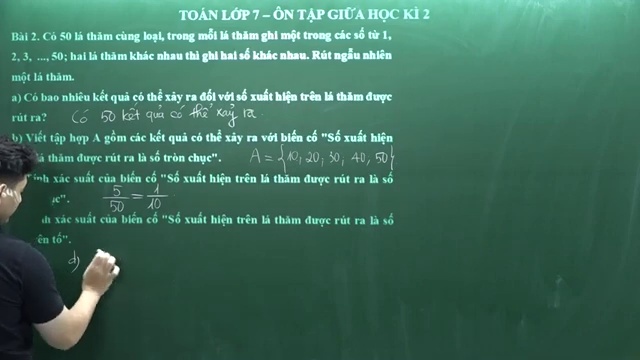 TOÁN LỚP 7 – ÔN TẬP GIỮA HỌC KÌ 2
Bài 2. Có 50 lá thăm cùng loại, trong mỗi lá thăm ghi một trong các số từ 1,
2, 3, ..., 50; hai lá thăm khác nhau thì ghi hai số khác nhau. Rút ngẫu nhiên
một lá thăm.
a) Có bao nhiêu kết quả có thể xảy ra đối với số xuất hiện trên lá thăm được
rút ra? Có 50 kết quả có thể xảy ra.
b) Viết tập hợp A gồm các kết quả có thể xảy ra với biến cố "Số xuất hiện
lá thăm được rút ra là số tròn chục". A = {10; 20; 30; 40; 50}
ính xác suất của biến cố "Số xuất hiện trên lá thăm được rút ra là số
ục". 5/50 = 1/10
nh xác suất của biến cố "Số xuất hiện trên lá thăm được rút ra là số
ên tố".
d)